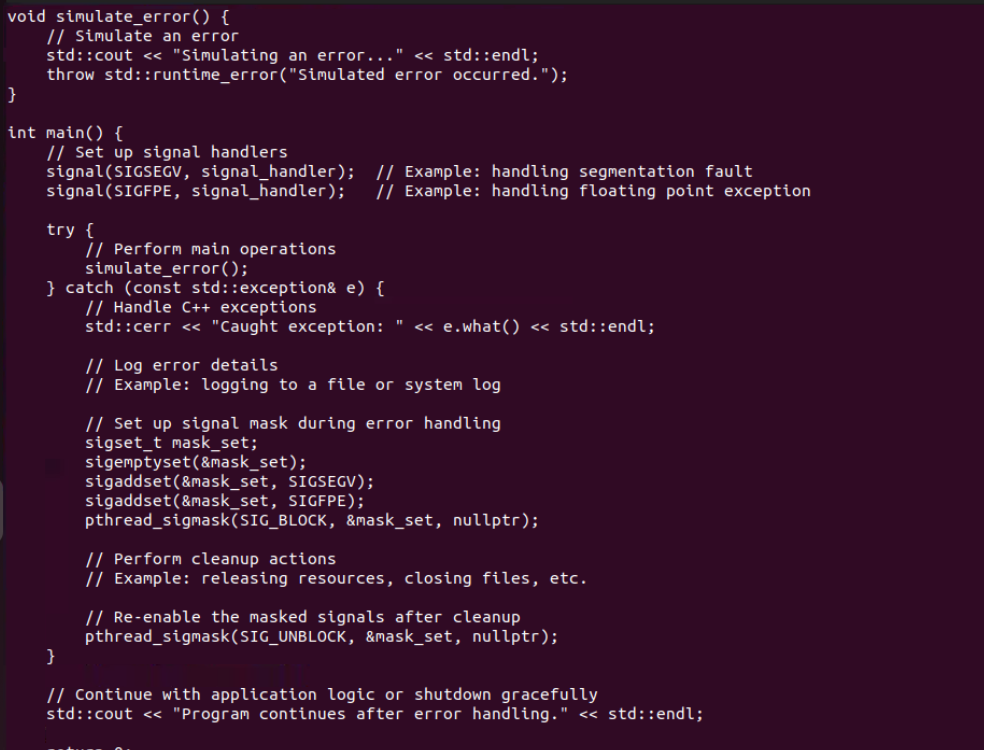 void simulate_error() {
    // Simulate an error
    std::cout << "Simulating an error..." << std::endl;
    throw std::runtime_error("Simulated error occurred.");
}

int main() {
    // Set up signal handlers
    signal(SIGSEGV, signal_handler);  // Example: handling segmentation fault
    signal(SIGFPE, signal_handler);   // Example: handling floating point exception

    try {
        // Perform main operations
        simulate_error();
    } catch (const std::exception& e) {
        // Handle C++ exceptions
        std::cerr << "Caught exception: " << e.what() << std::endl;

        // Log error details
        // Example: logging to a file or system log

        // Set up signal mask during error handling
        sigset_t mask_set;
        sigemptyset(&mask_set);
        sigaddset(&mask_set, SIGSEGV);
        sigaddset(&mask_set, SIGFPE);
        pthread_sigmask(SIG_BLOCK, &mask_set, nullptr);

        // Perform cleanup actions
        // Example: releasing resources, closing files, etc.

        // Re-enable the masked signals after cleanup
        pthread_sigmask(SIG_UNBLOCK, &mask_set, nullptr);
    }

    // Continue with application logic or shutdown gracefully
    std::cout << "Program continues after error handling." << std::endl;